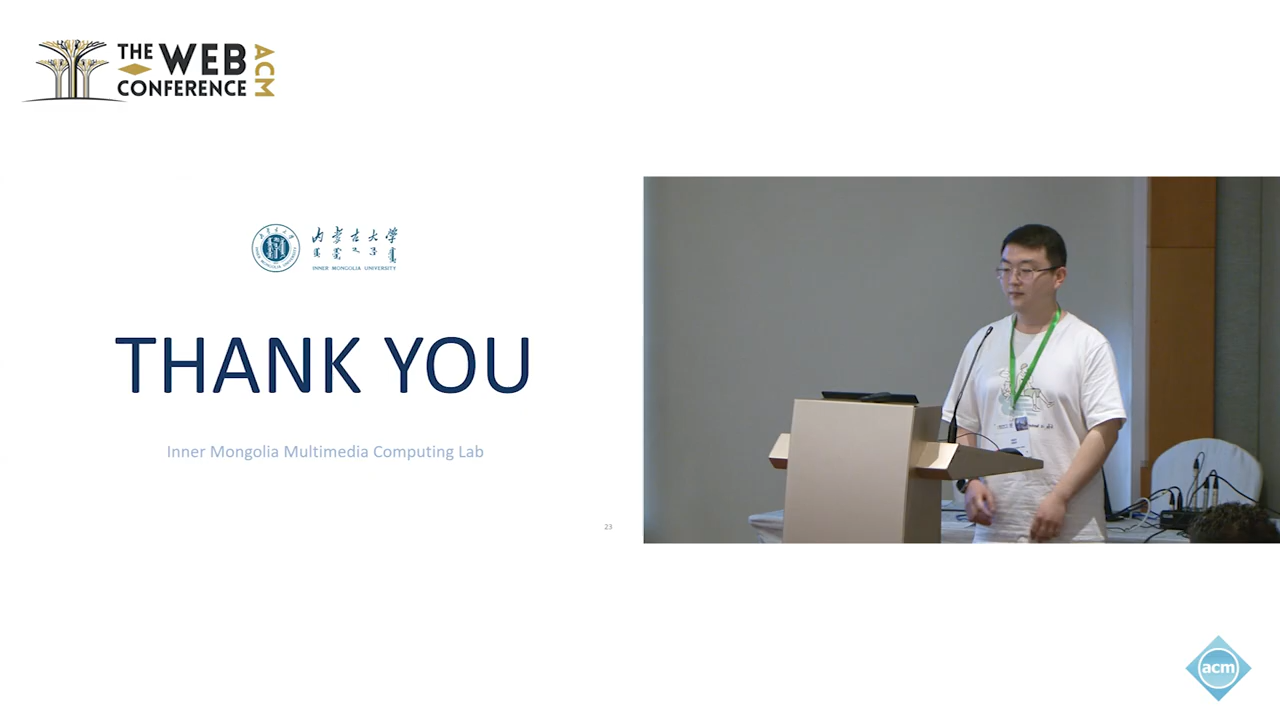 THE WEB
CONFERENCE
ACM
内蒙古大学
INNER MONGOLIA UNIVERSITY
THANK YOU
Inner Mongolia Multimedia Computing Lab
23
acm